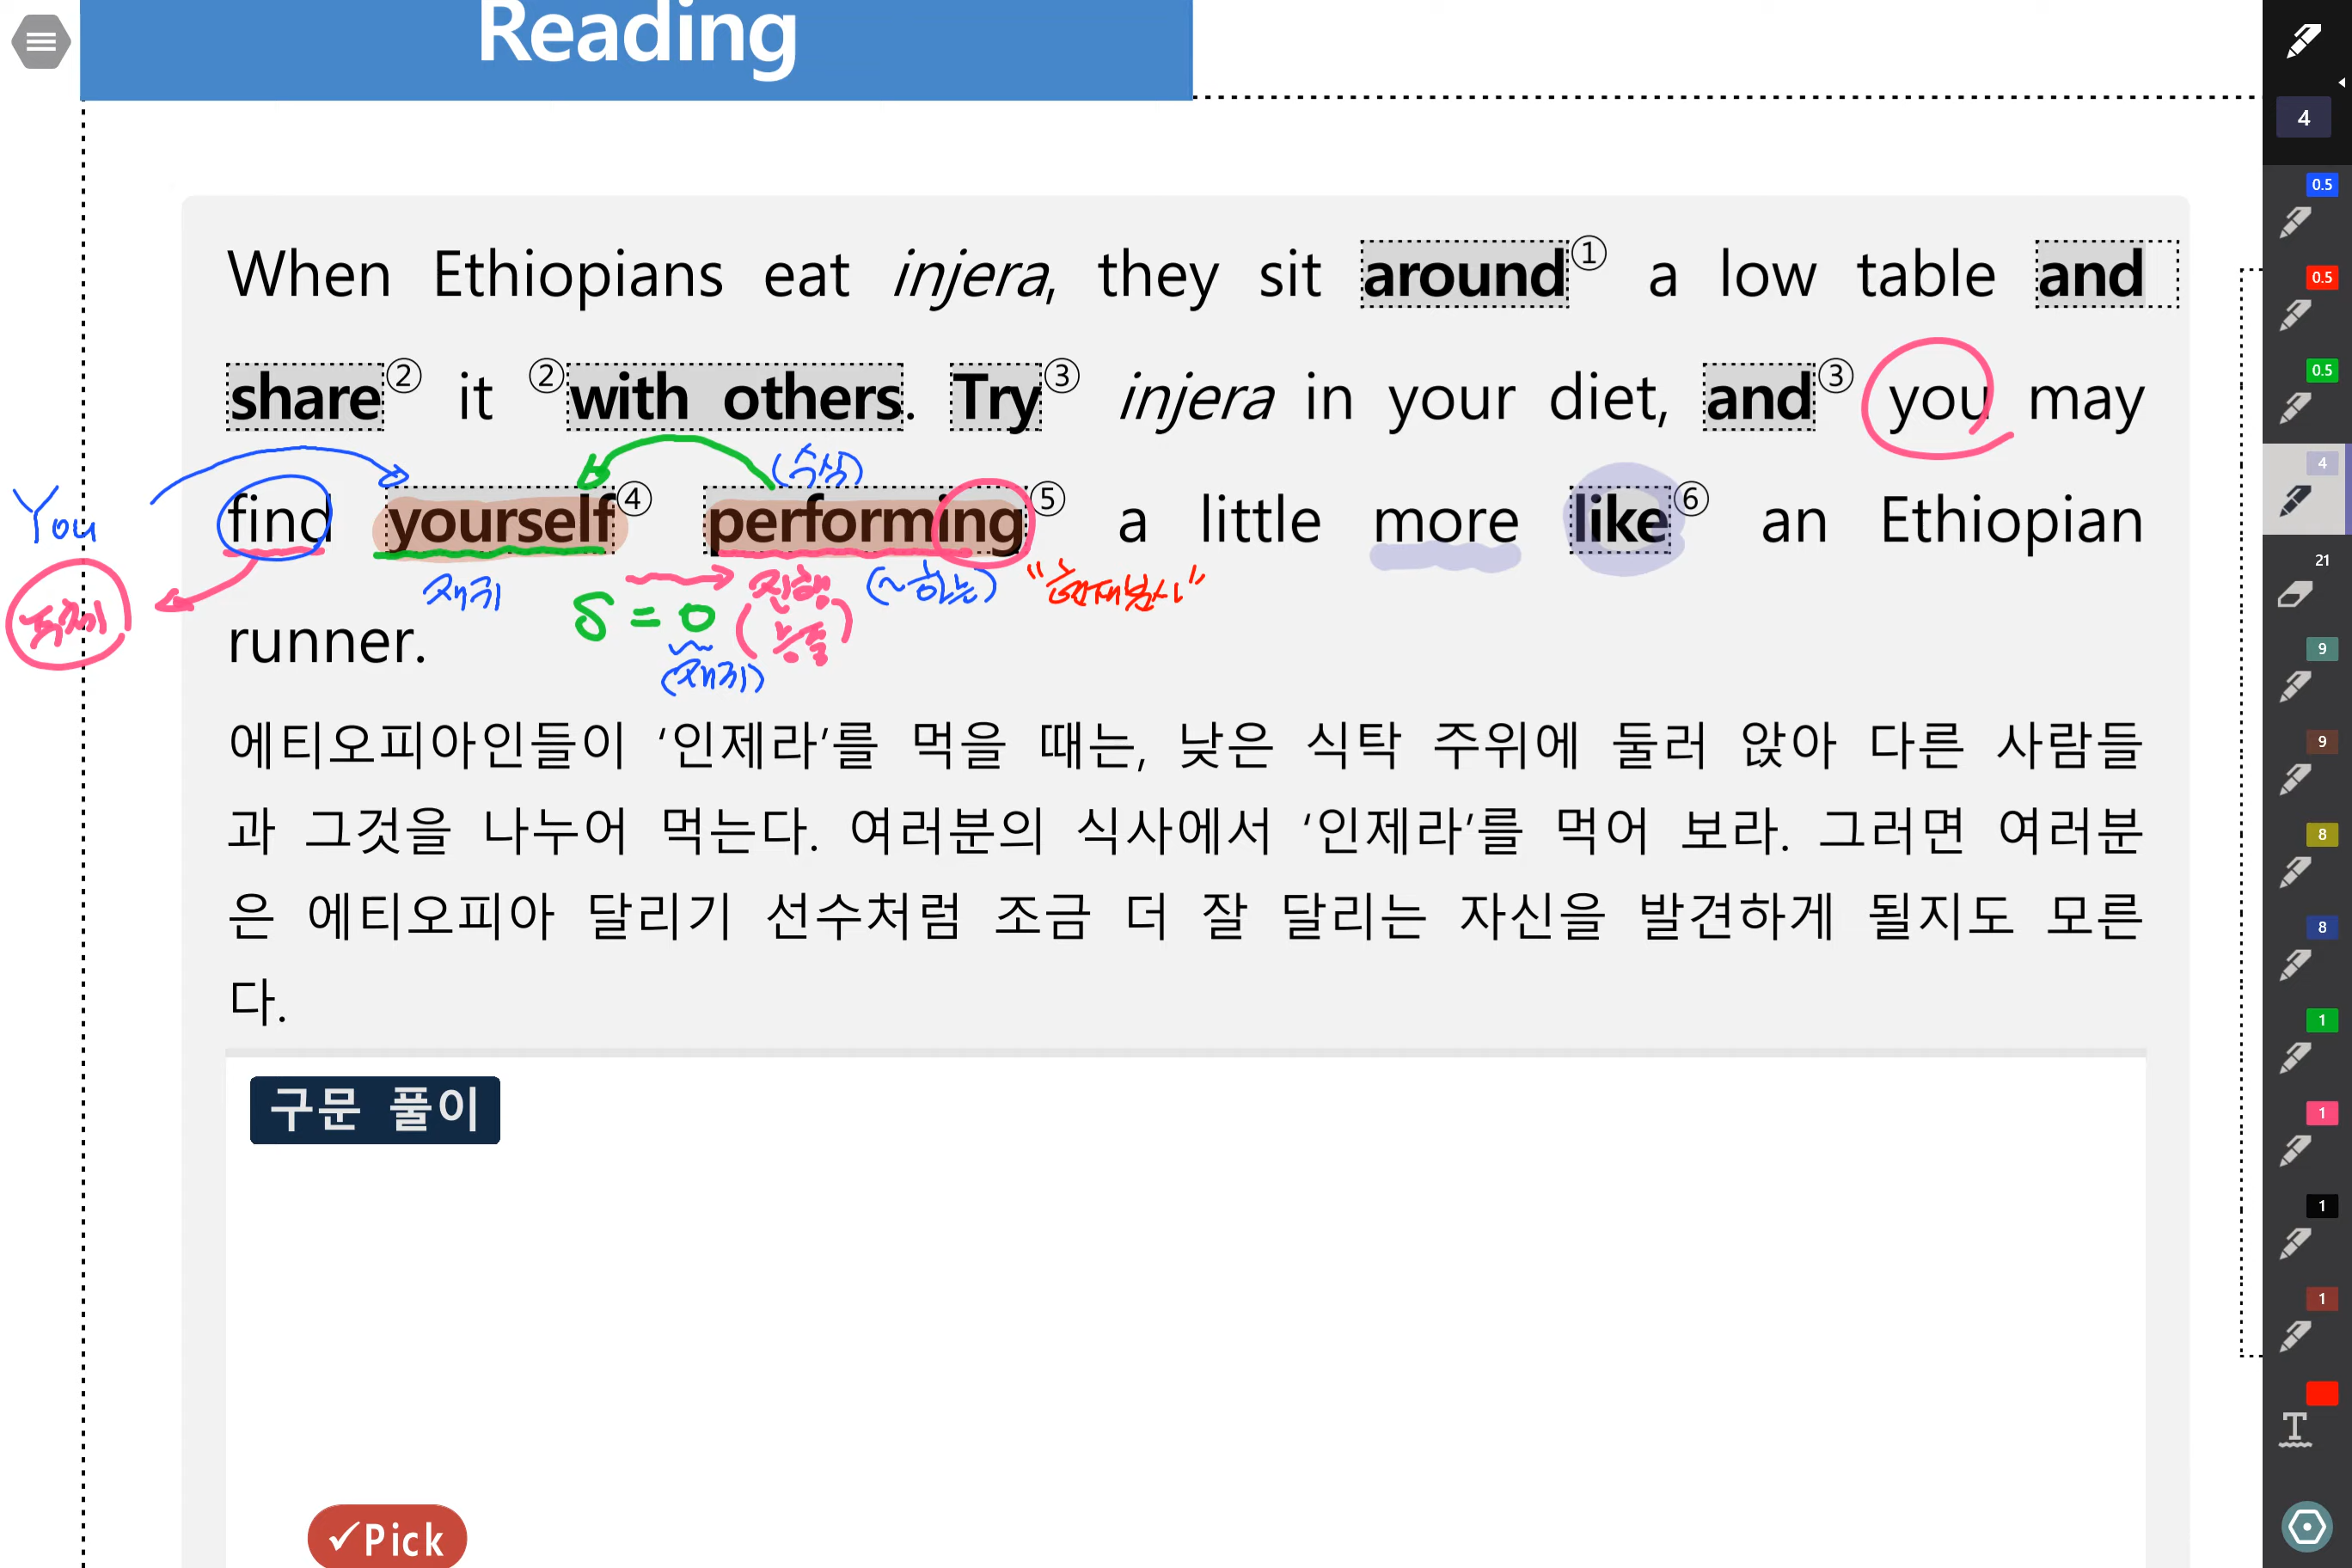 Reading
When Ethiopians eat injera, they sit around① a low table and
share② it ②with others. Try③ injera in your diet, and③ you may
(수식)
You find yourself④ performing⑤ a little more like⑥ an Ethiopian
재귀 S = O (능동) (~하는)
(재귀)
runner.
에티오피아인들이 ‘인제라’를 먹을 때는, 낮은 식탁 주위에 둘러 앉아 다른 사람들
과 그것을 나누어 먹는다. 여러분의 식사에서 ‘인제라’를 먹어 보라. 그러면 여러분
은 에티오피아 달리기 선수처럼 조금 더 잘 달리는 자신을 발견하게 될지도 모른
다.
구문 풀이
✓Pick
4
0.5
0.5
0.5
4
21
9
9
8
8
1
1
1
1
T